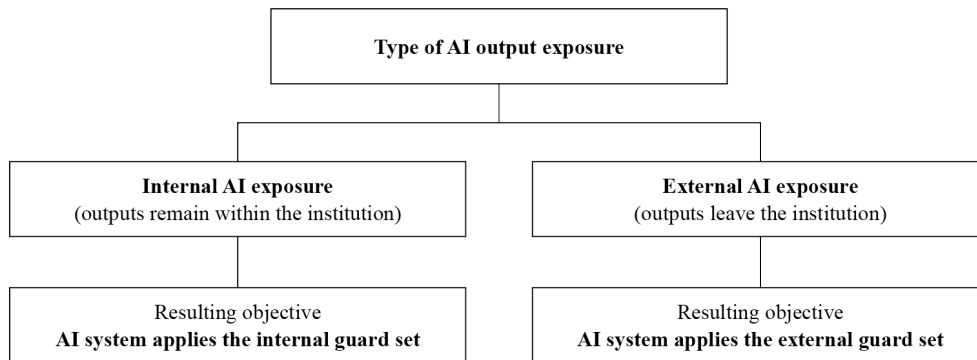 Type of AI output exposure
Internal AI exposure
(outputs remain within the institution)
External AI exposure
(outputs leave the institution)
Resulting objective
AI system applies the internal guard set
Resulting objective
AI system applies the external guard set